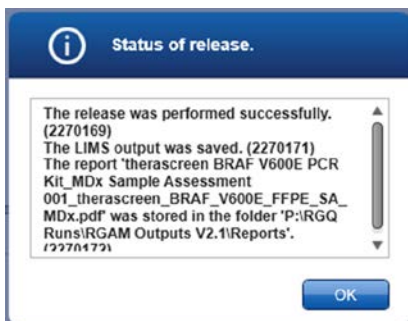 Status of release.
The release was performed successfully.
(2270169)
The LIMS output was saved. (2270171)
The report 'therascreen BRAF V600E PCR
Kit_MDx Sample Assessment
001_therascreen_BRAF_V600E_FFPE_SA_
MDx.pdf' was stored in the folder 'P:\RGQ
Runs\RGAM Outputs V2.1\Reports'.
(2270172)
OK